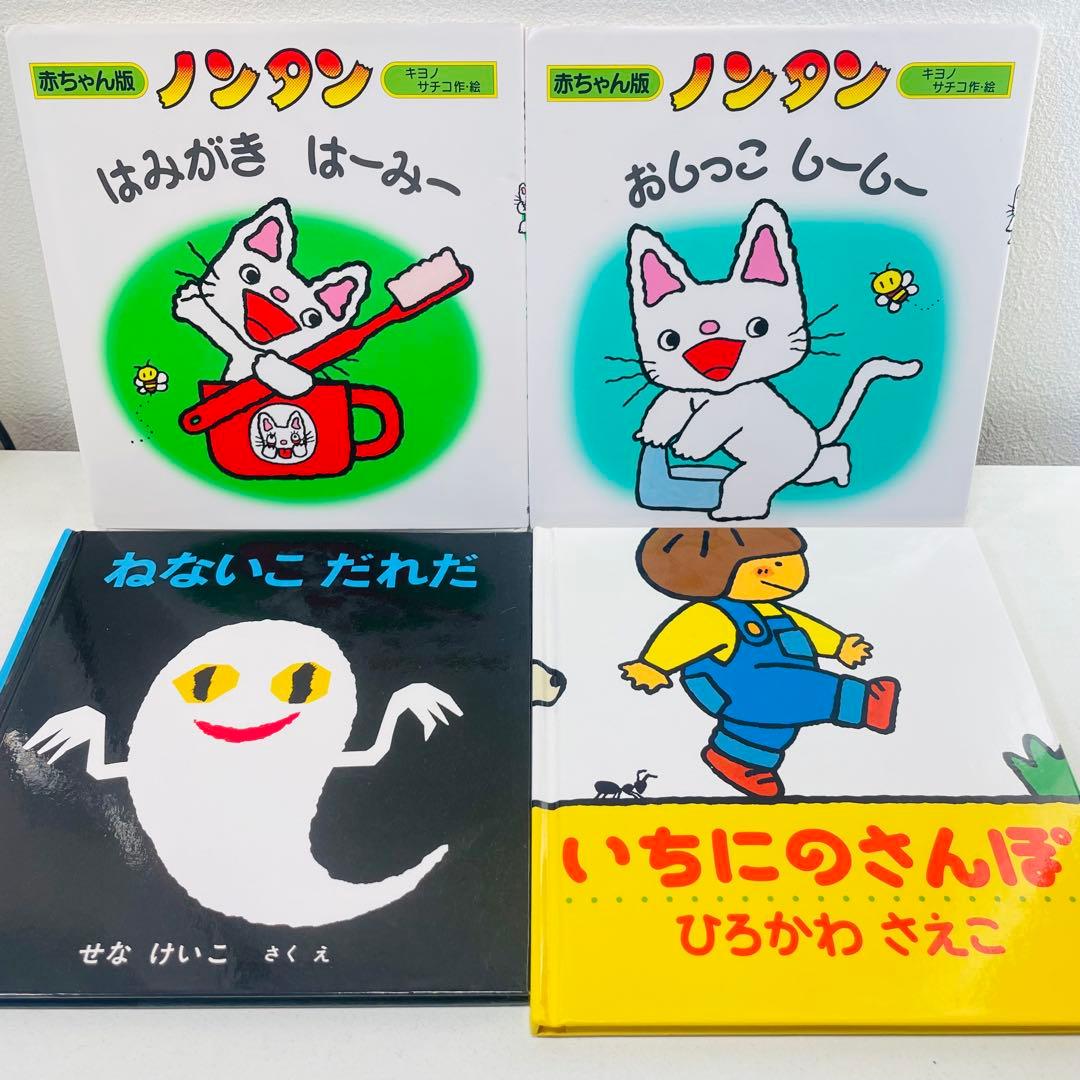 赤ちゃん版
ノンタン
キヨノ
サチコ作・絵
はみがき はーみー
赤ちゃん版
ノンタン
キヨノ
サチコ作・絵
おしっこ しーしー
ねないこ だれだ
せな けいこ さく え
いちにのさんぽ
ひろかわ さえこ